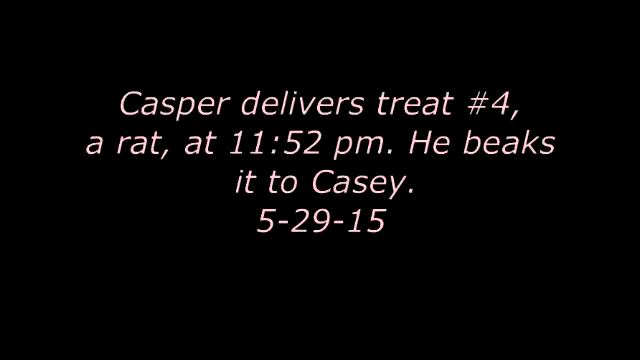 Casper delivers treat #4,
a rat, at 11:52 pm. He beaks
it to Casey.
5-29-15